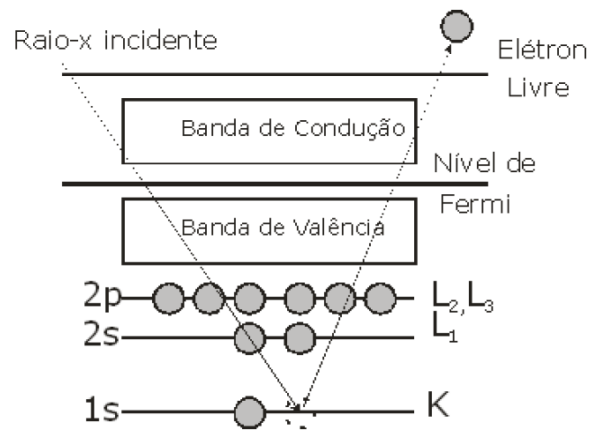 Raio-x incidente
Elétron
Livre
Banda de Condução
Nível de
Fermi
Banda de Valência
2p
L2,L3
2s
L1
1s
K